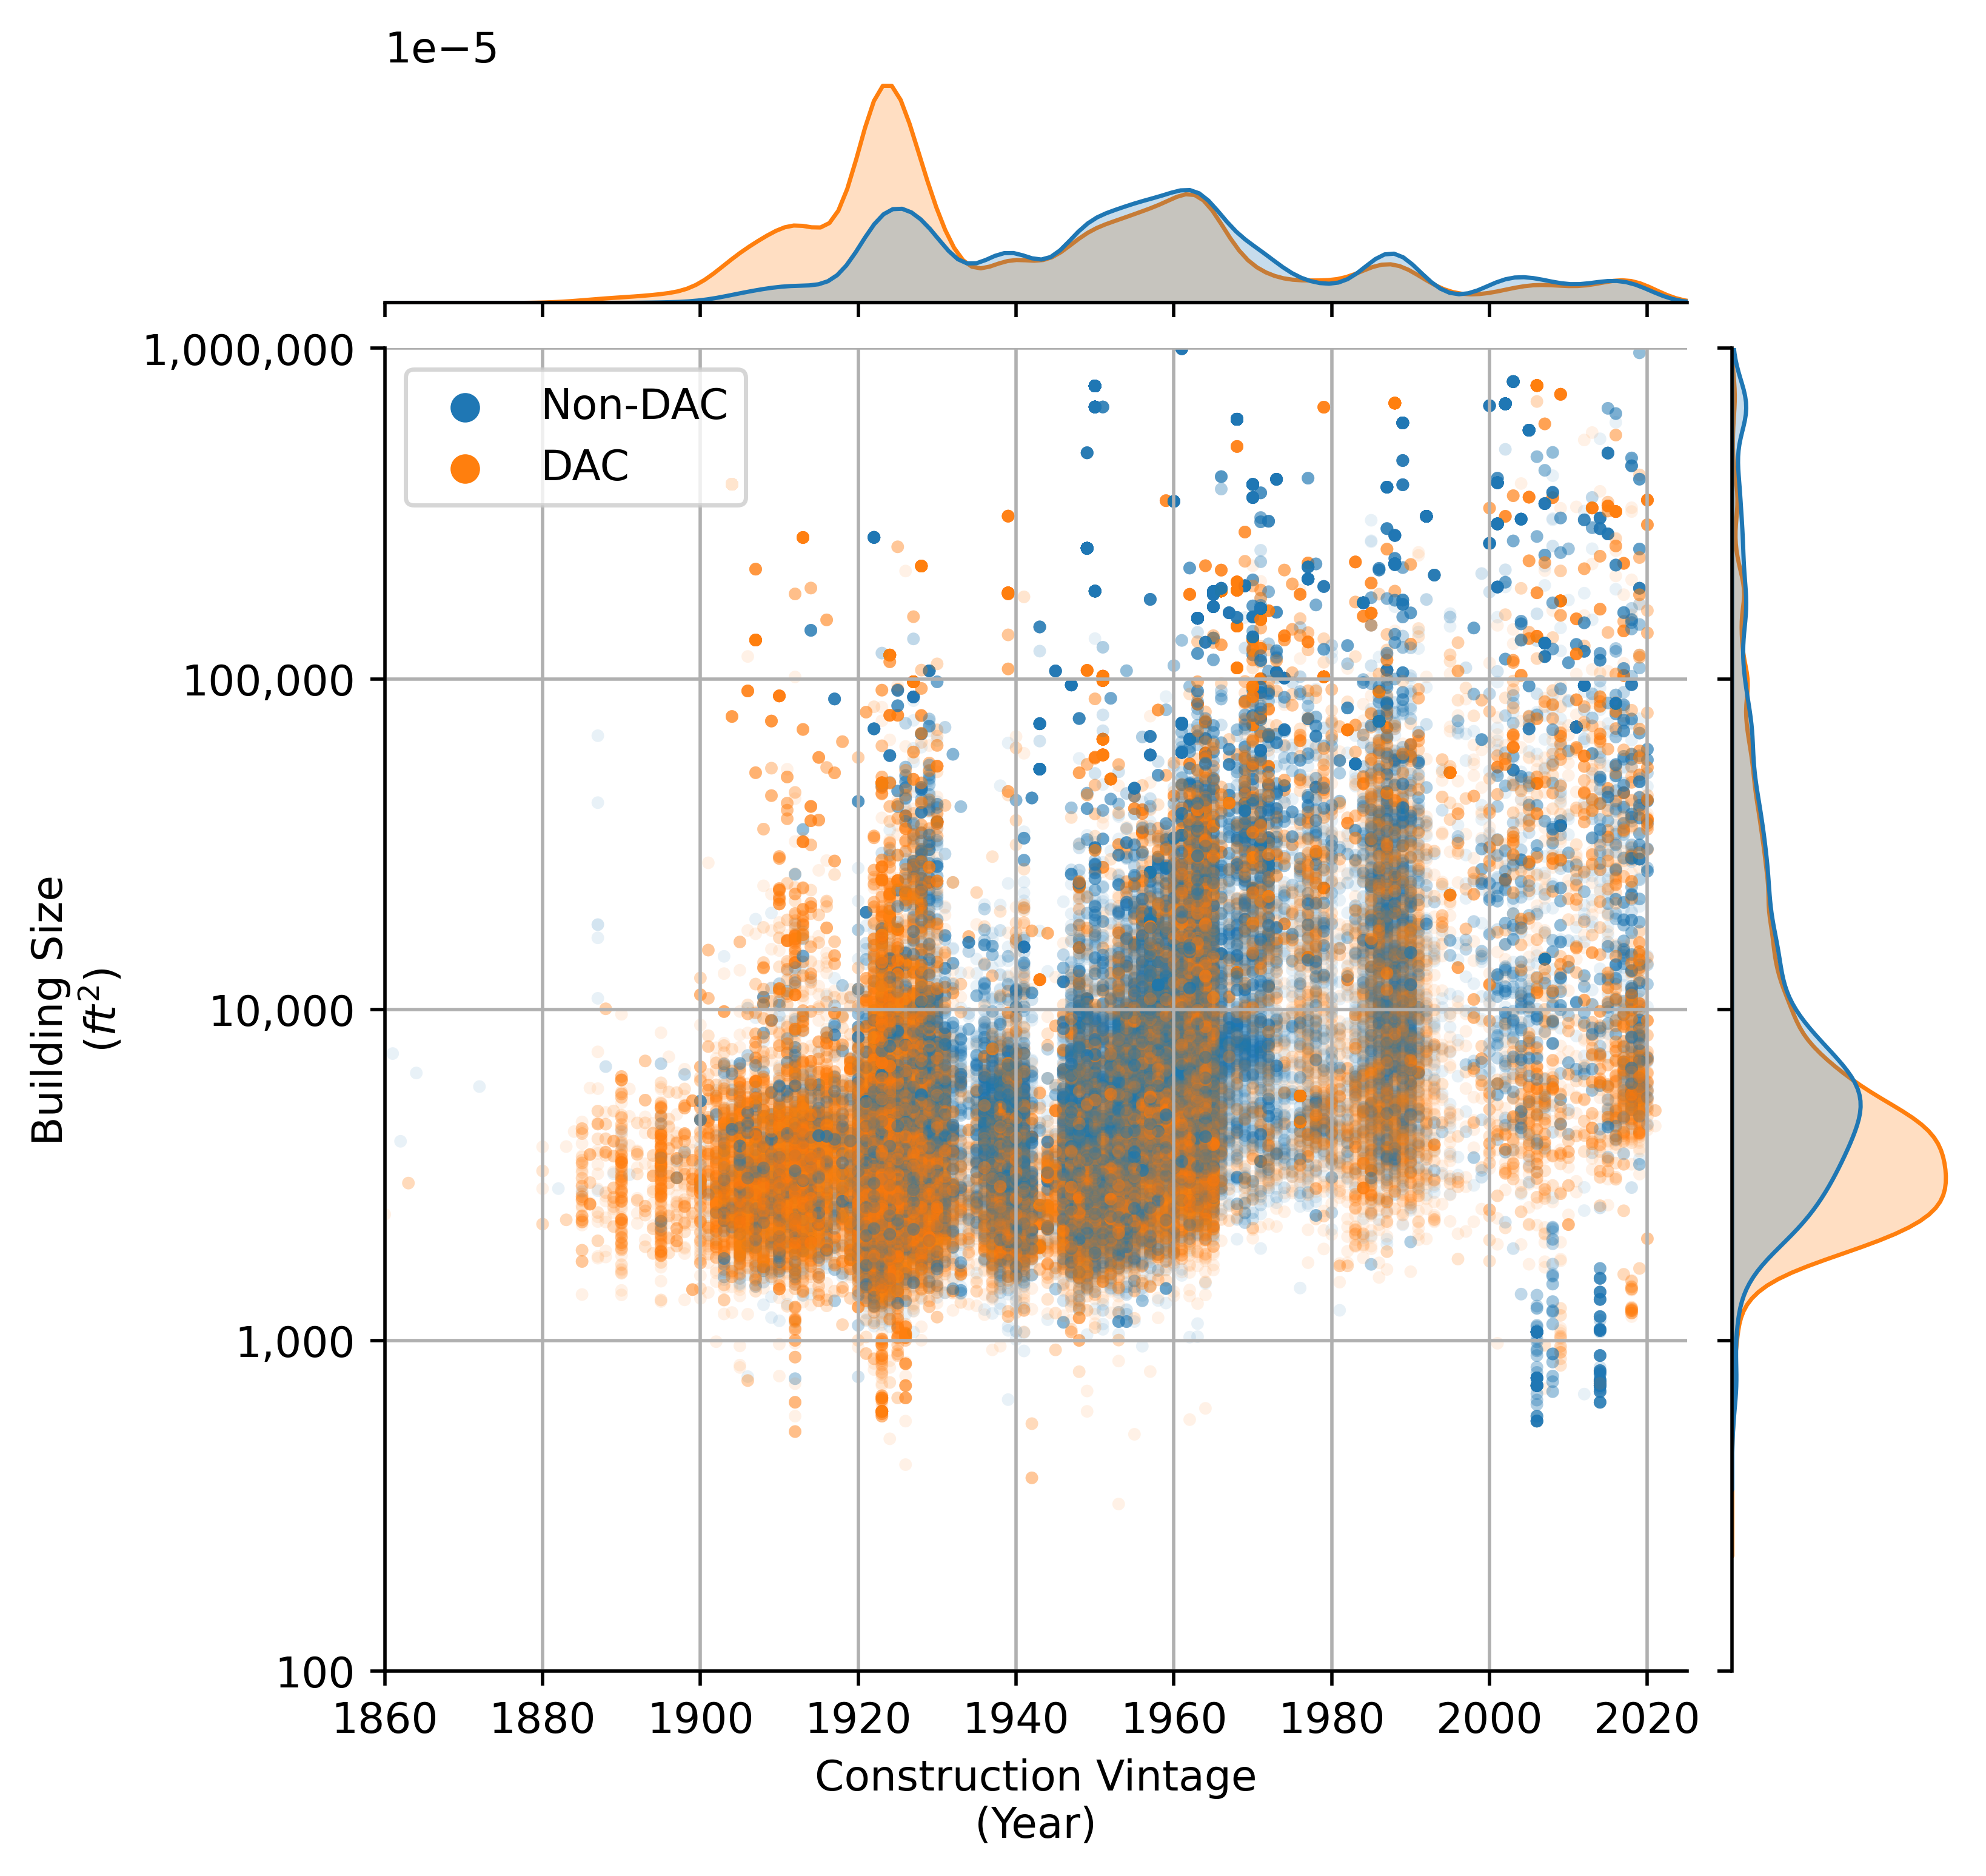 1e−5
1,000,000
100,000
10,000
1,000
100
Non-DAC
DAC
Building Size
(ft²)
1860 1880 1900 1920 1940 1960 1980 2000 2020
Construction Vintage
(Year)